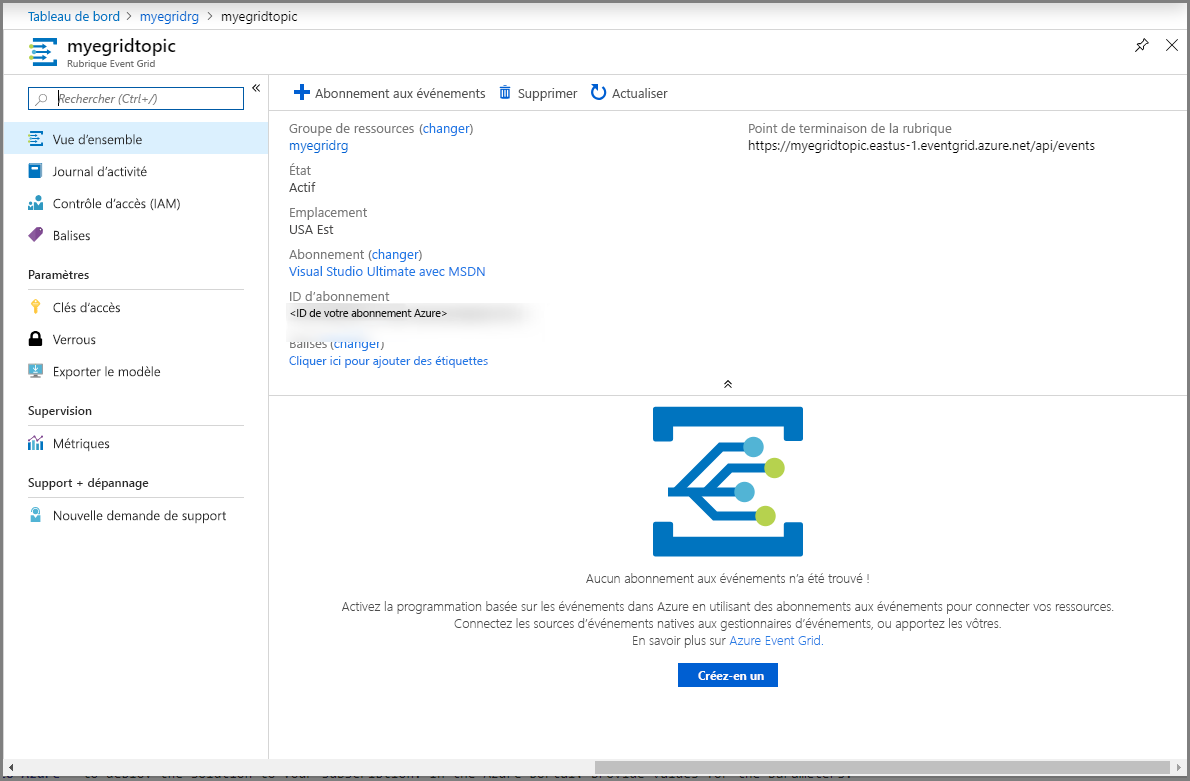 Tableau de bord > myegridrg > myegridtopic
myegridtopic
Rubrique Event Grid
Rechercher (Ctrl+/)
«
Vue d'ensemble
Journal d'activité
Contrôle d'accès (IAM)
Balises
Paramètres
Clés d'accès
Verrous
Exporter le modèle
Supervision
Métriques
Support + dépannage
Nouvelle demande de support
Abonnement aux événements
Supprimer
Actualiser
Groupe de ressources (changer)
myegridrg
État
Actif
Emplacement
USA Est
Abonnement (changer)
Visual Studio Ultimate avec MSDN
ID d'abonnement
<ID de votre abonnement Azure>
Balises (changer)
Cliquer ici pour ajouter des étiquettes
Point de terminaison de la rubrique
https://myegridtopic.eastus-1.eventgrid.azure.net/api/events
Aucun abonnement aux événements n'a été trouvé !
Activez la programmation basée sur les événements dans Azure en utilisant des abonnements aux événements pour connecter vos ressources.
Connectez les sources d'événements natives aux gestionnaires d'événements, ou apportez les vôtres.
En savoir plus sur Azure Event Grid.
Créez-en un